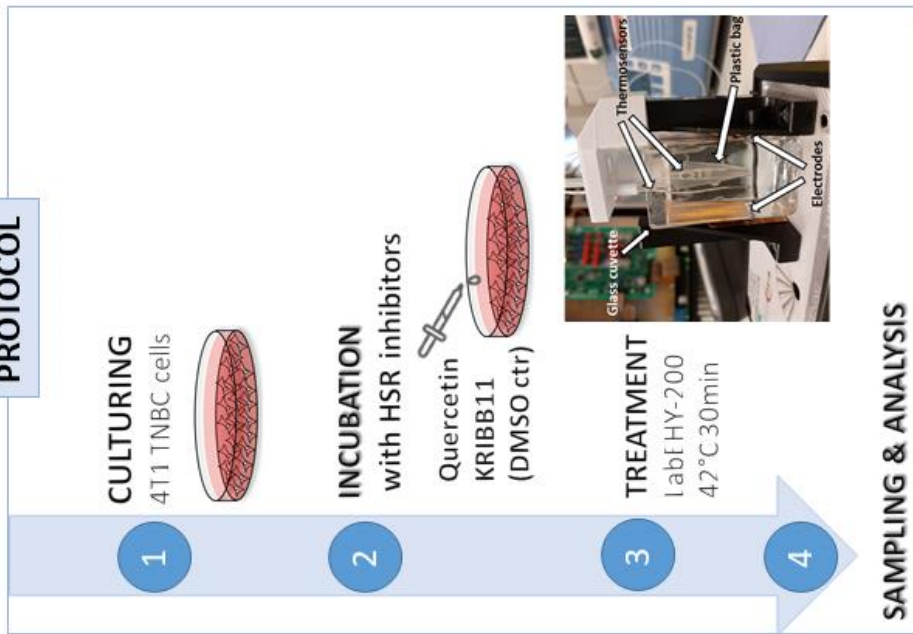 PROTOCOL
1
CULTURING
4T1 TNBC cells
2
INCUBATION
with HSR inhibitors
Quercetin
KRIBB11
(DMSO ctr)
3
TREATMENT
LabEHY-200
42°C 30min
Glass cuvette
Thermosensors
Plastic bag
Electrodes
4
SAMPLING & ANALYSIS